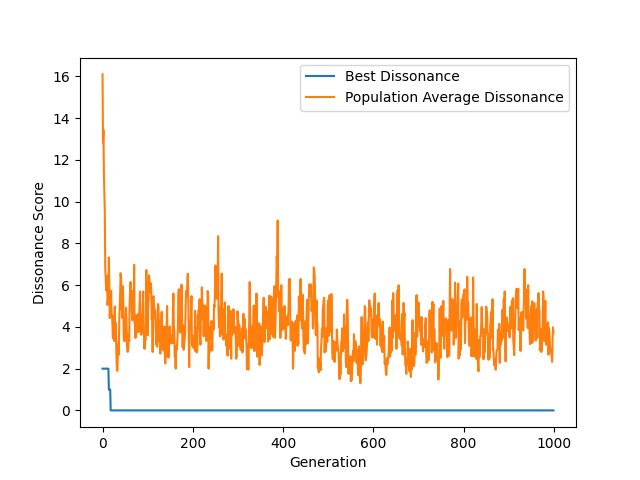 Best Dissonance
Population Average Dissonance
Dissonance Score
16
14
12
10
8
6
4
2
0
0 200 400 600 800 1000
Generation